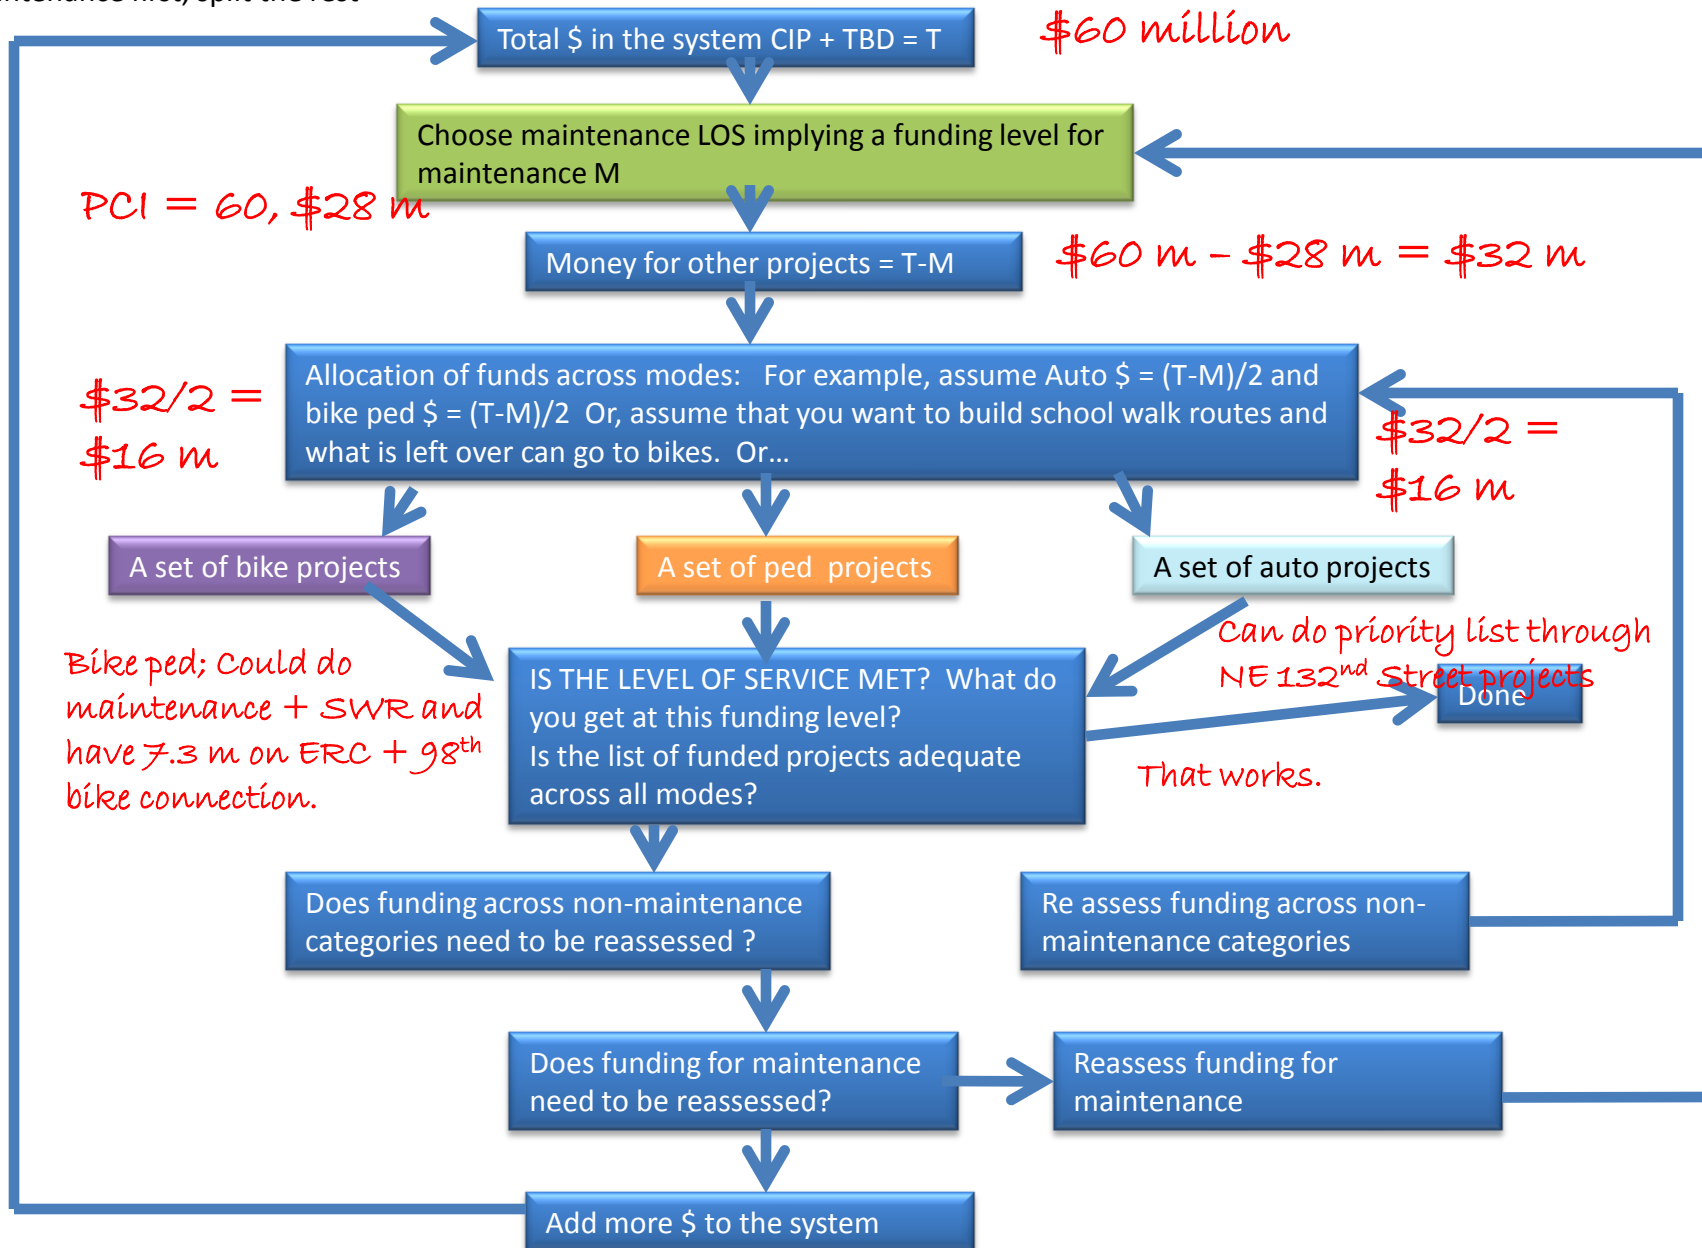 Total $ in the system CIP + TBD = T
$60 million
Choose maintenance LOS implying a funding level for
maintenance M
PCI = 60, $28 m
Money for other projects = T-M
$60 m – $28 m = $32 m
$32/2 =
$16 m
Allocation of funds across modes: For example, assume Auto $ = (T-M)/2 and
bike ped $ = (T-M)/2 Or, assume that you want to build school walk routes and
what is left over can go to bikes. Or…
$32/2 =
$16 m
A set of bike projects
A set of ped projects
A set of auto projects
Bike ped; Could do
maintenance + SWR and
have 7.3 m on ERC + 98th
bike connection.
IS THE LEVEL OF SERVICE MET? What do
you get at this funding level?
Is the list of funded projects adequate
across all modes?
Can do priority list through
NE 132nd Street projects
Done
That works.
Does funding across non-maintenance
categories need to be reassessed ?
Re assess funding across non-
maintenance categories
Does funding for maintenance
need to be reassessed?
Reassess funding for
maintenance
Add more $ to the system